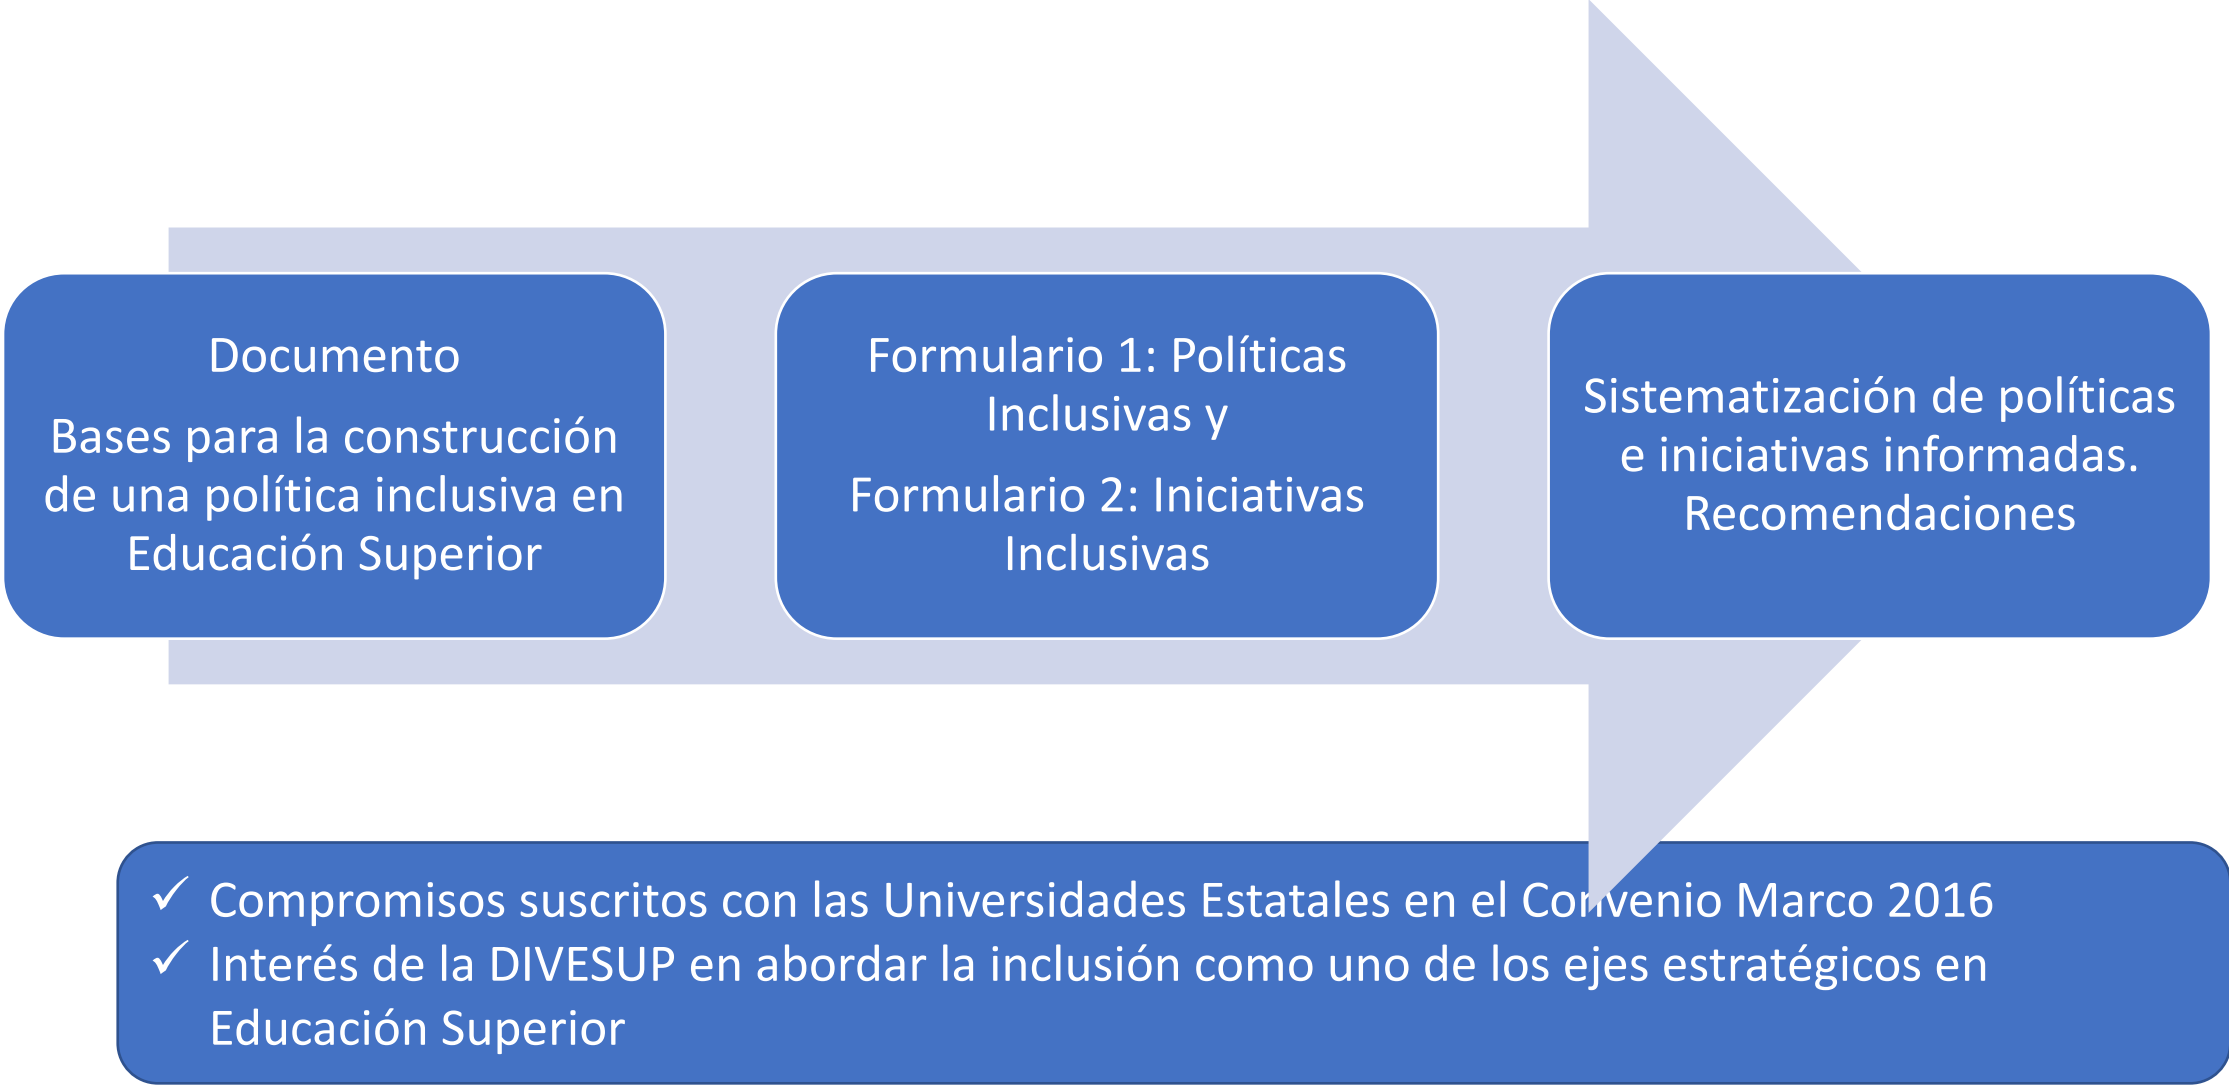 Documento
Bases para la construcción
de una política inclusiva en
Educación Superior
Formulario 1: Políticas
Inclusivas y
Formulario 2: Iniciativas
Inclusivas
Sistematización de políticas
e iniciativas informadas.
Recomendaciones
✓ Compromisos suscritos con las Universidades Estatales en el Convenio Marco 2016
✓ Interés de la DIVESUP en abordar la inclusión como uno de los ejes estratégicos en
Educación Superior